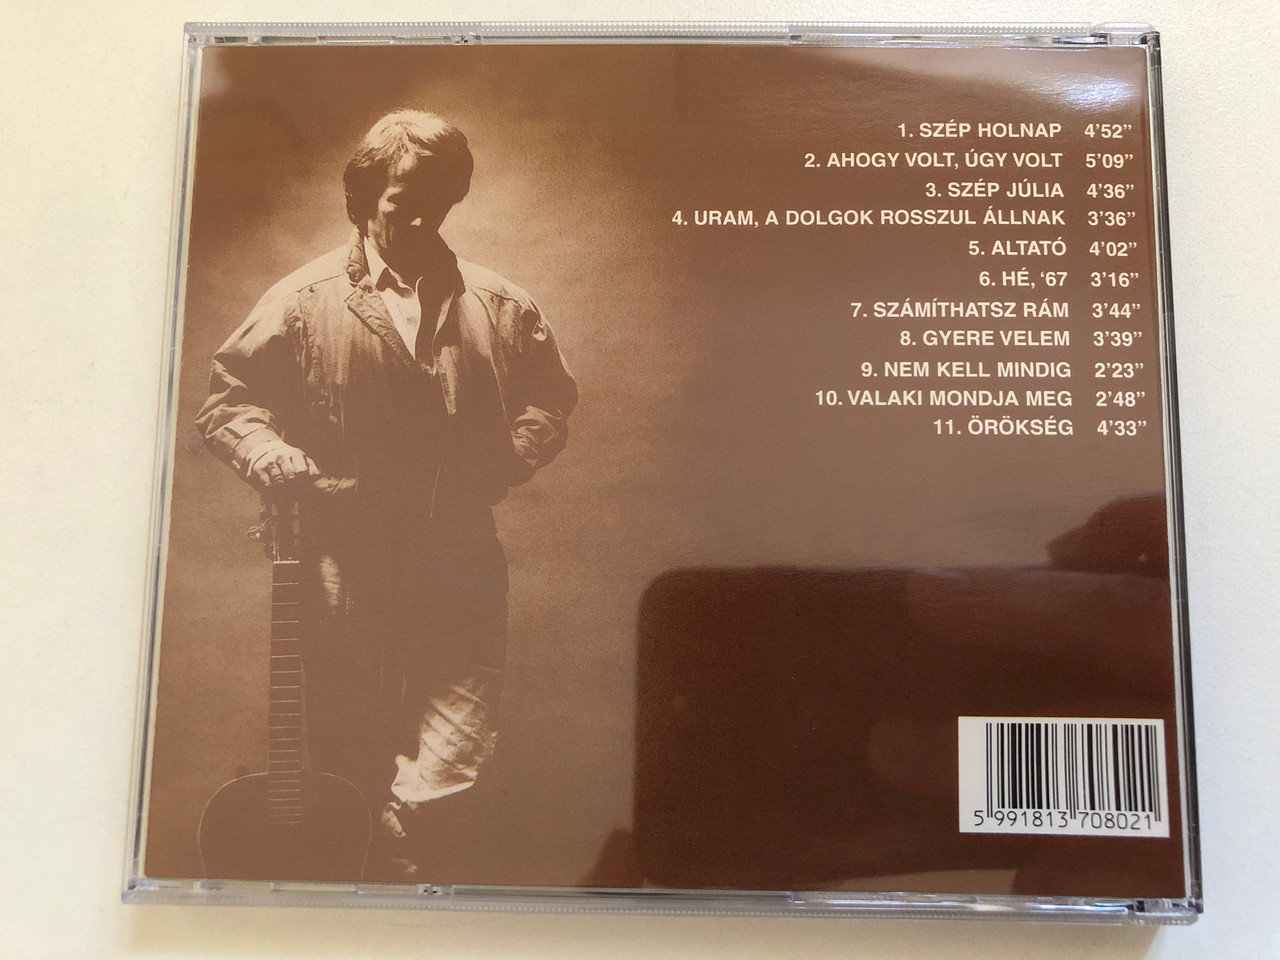 1. SZÉP HOLNAP 4’52”
2. AHOGY VOLT, ÚGY VOLT 5’09”
3. SZÉP JÚLIA 4’36”
4. URAM, A DOLGOK ROSSZUL ÁLLNAK 3’36”
5. ALTATÓ 4’02”
6. HÉ, ‘67 3’16”
7. SZÁMÍTHATSZ RÁM 3’44”
8. GYERE VELEM 3’39”
9. NEM KELL MINDIG 2’23”
10. VALAKI MONDJA MEG 2’48”
11. ÖRÖKSÉG 4’33”
5 991813 708021